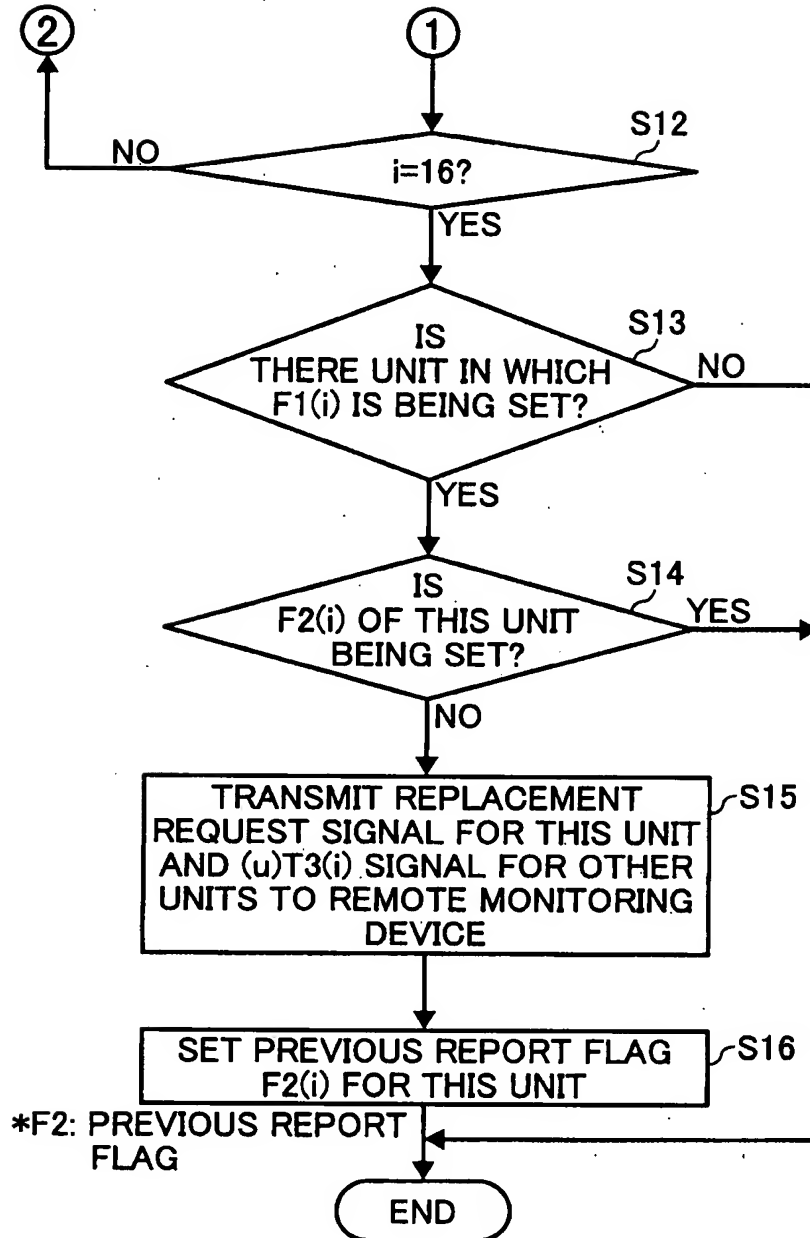 2
1
S12
NO
i=16?
YES
S13
IS
THERE UNIT IN WHICH
F1(i) IS BEING SET?
NO
YES
S14
IS
F2(i) OF THIS UNIT
BEING SET?
YES
NO
TRANSMIT REPLACEMENT
REQUEST SIGNAL FOR THIS UNIT
AND (u)T3(i) SIGNAL FOR OTHER
UNITS TO REMOTE MONITORING
DEVICE
S15
SET PREVIOUS REPORT FLAG
F2(i) FOR THIS UNIT
S16
*F2: PREVIOUS REPORT
FLAG
END